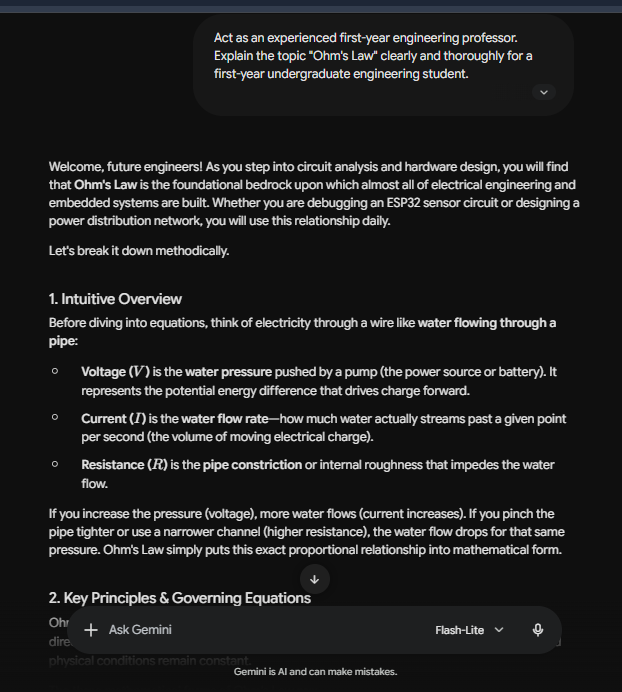 Act as an experienced first-year engineering professor.
Explain the topic "Ohm's Law" clearly and thoroughly for a
first-year undergraduate engineering student.
Welcome, future engineers! As you step into circuit analysis and hardware design, you will find
that Ohm's Law is the foundational bedrock upon which almost all of electrical engineering and
embedded systems are built. Whether you are debugging an ESP32 sensor circuit or designing a
power distribution network, you will use this relationship daily.
Let's break it down methodically.
1. Intuitive Overview
Before diving into equations, think of electricity through a wire like water flowing through a
pipe:
Voltage (V) is the water pressure pushed by a pump (the power source or battery). It
represents the potential energy difference that drives charge forward.
Current (I) is the water flow rate—how much water actually streams past a given point
per second (the volume of moving electrical charge).
Resistance (R) is the pipe constriction or internal roughness that impedes the water
flow.
If you increase the pressure (voltage), more water flows (current increases). If you pinch the
pipe tighter or use a narrower channel (higher resistance), the water flow drops for that same
pressure. Ohm's Law simply puts this exact proportional relationship into mathematical form.
2. Key Principles & Governing Equations
Ask Gemini
Flash-Lite
physical conditions remain constant.
Gemini is AI and can make mistakes.